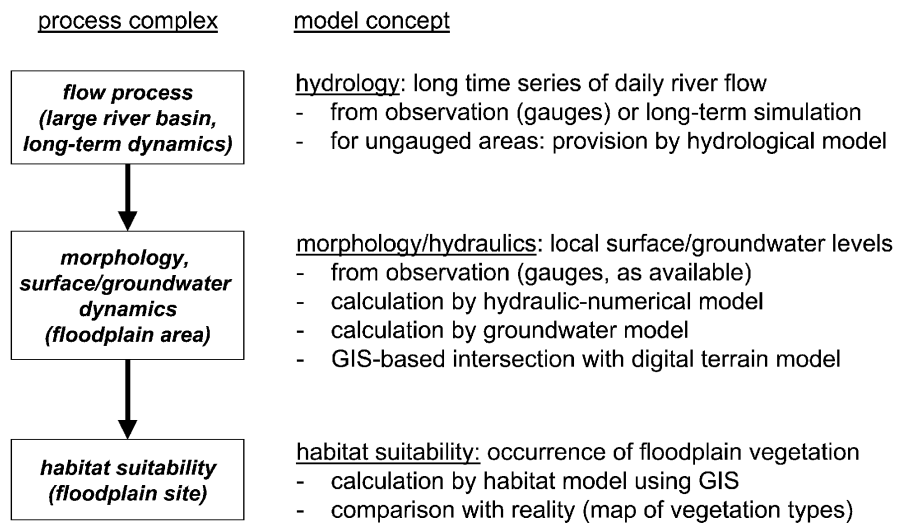 process complex
model concept
flow process
(large river basin,
long-term dynamics)
hydrology: long time series of daily river flow
- from observation (gauges) or long-term simulation
- for ungauged areas: provision by hydrological model
morphology,
surface/groundwater
dynamics
(floodplain area)
morphology/hydraulics: local surface/groundwater levels
- from observation (gauges, as available)
- calculation by hydraulic-numerical model
- calculation by groundwater model
- GIS-based intersection with digital terrain model
habitat suitability
(floodplain site)
habitat suitability: occurrence of floodplain vegetation
- calculation by habitat model using GIS
- comparison with reality (map of vegetation types)